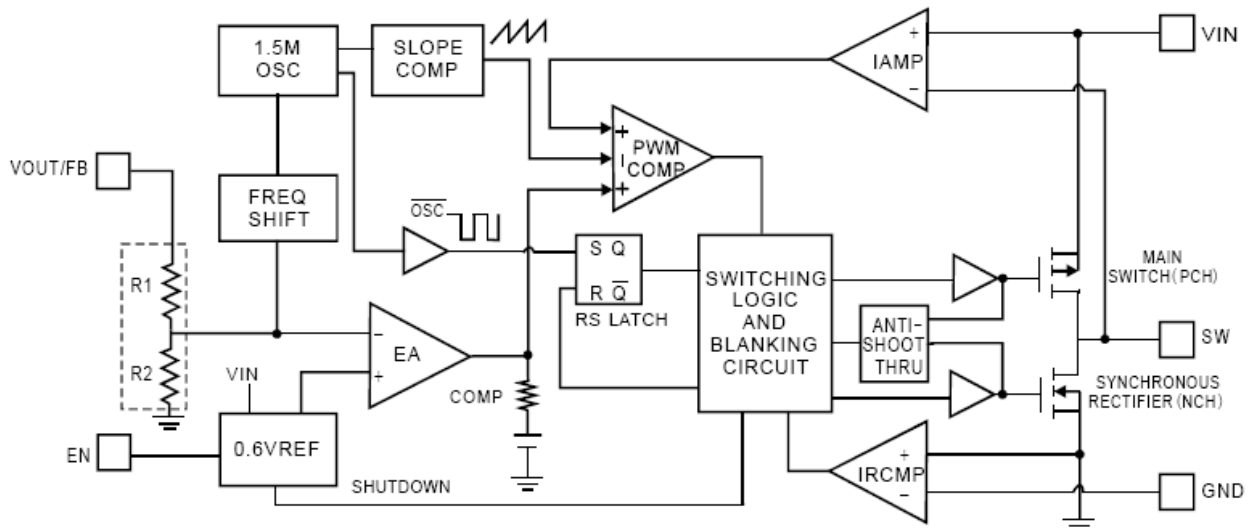 1.5M
OSC
SLOPE
COMP
+
IAMP
−
VIN
VOUT/FB
FREQ
SHIFT
+
−
+
PWM
COMP
OSC
S Q
R Q
RS LATCH
SWITCHING
LOGIC
AND
BLANKING
CIRCUIT
ANTI-
SHOOT
THRU
MAIN
SWITCH(PCH)
SW
SYNCHRONOUS
RECTIFIER(NCH)
R1
R2
−
EA
+
COMP
VIN
EN
0.6VREF
SHUTDOWN
+
IRCMP
−
GND